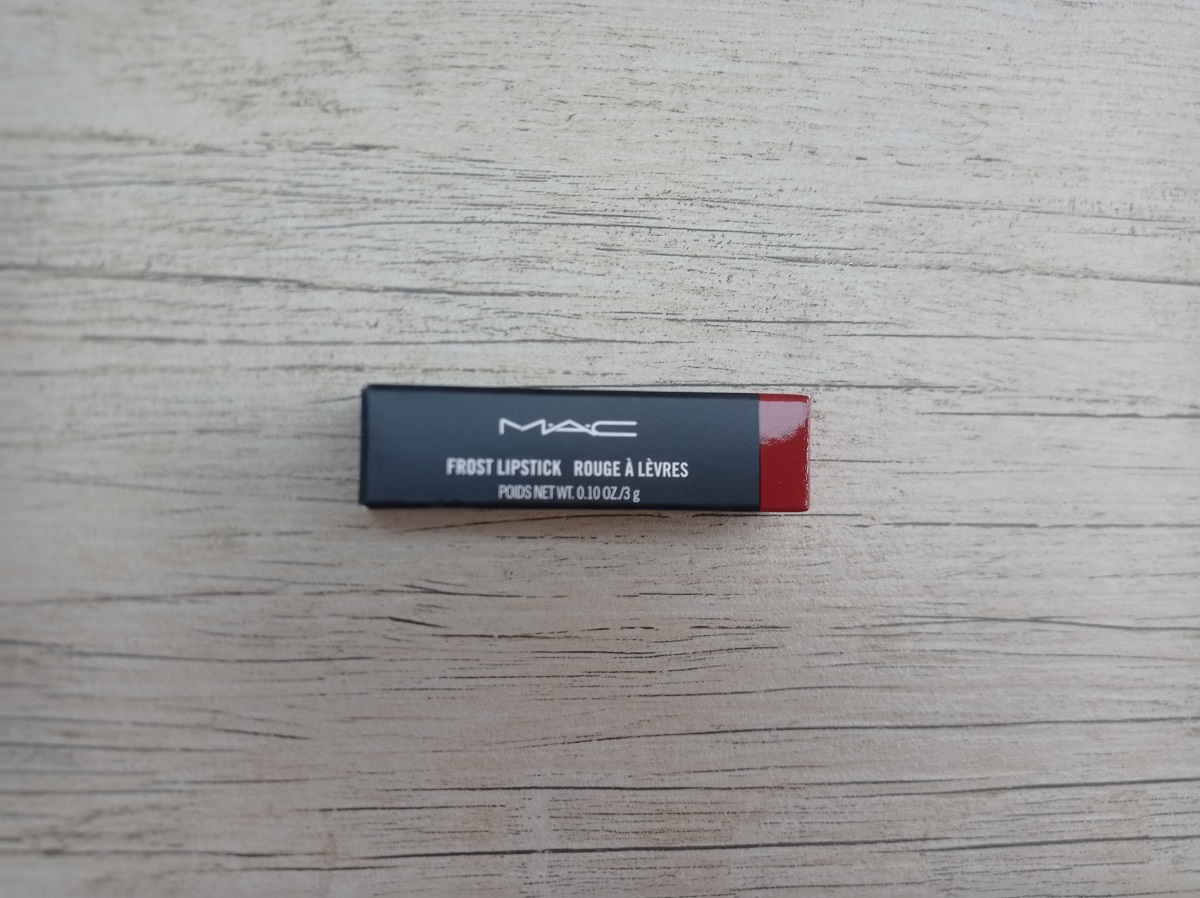 M·A·C
FROST LIPSTICK ROUGE À LÈVRES
POIDS NET WT. 0.10 OZ./3 g